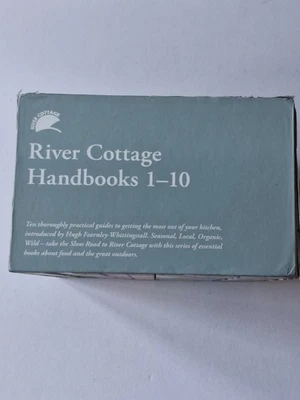 RIVER COTTAGE
River Cottage
Handbooks 1–10
Ten thoroughly practical guides to getting the most out of your kitchen,
introduced by Hugh Fearnley-Whittingstall. Seasonal, Local, Organic,
Wild – take the Slow Road to River Cottage with this series of essential
books about food and the great outdoors.